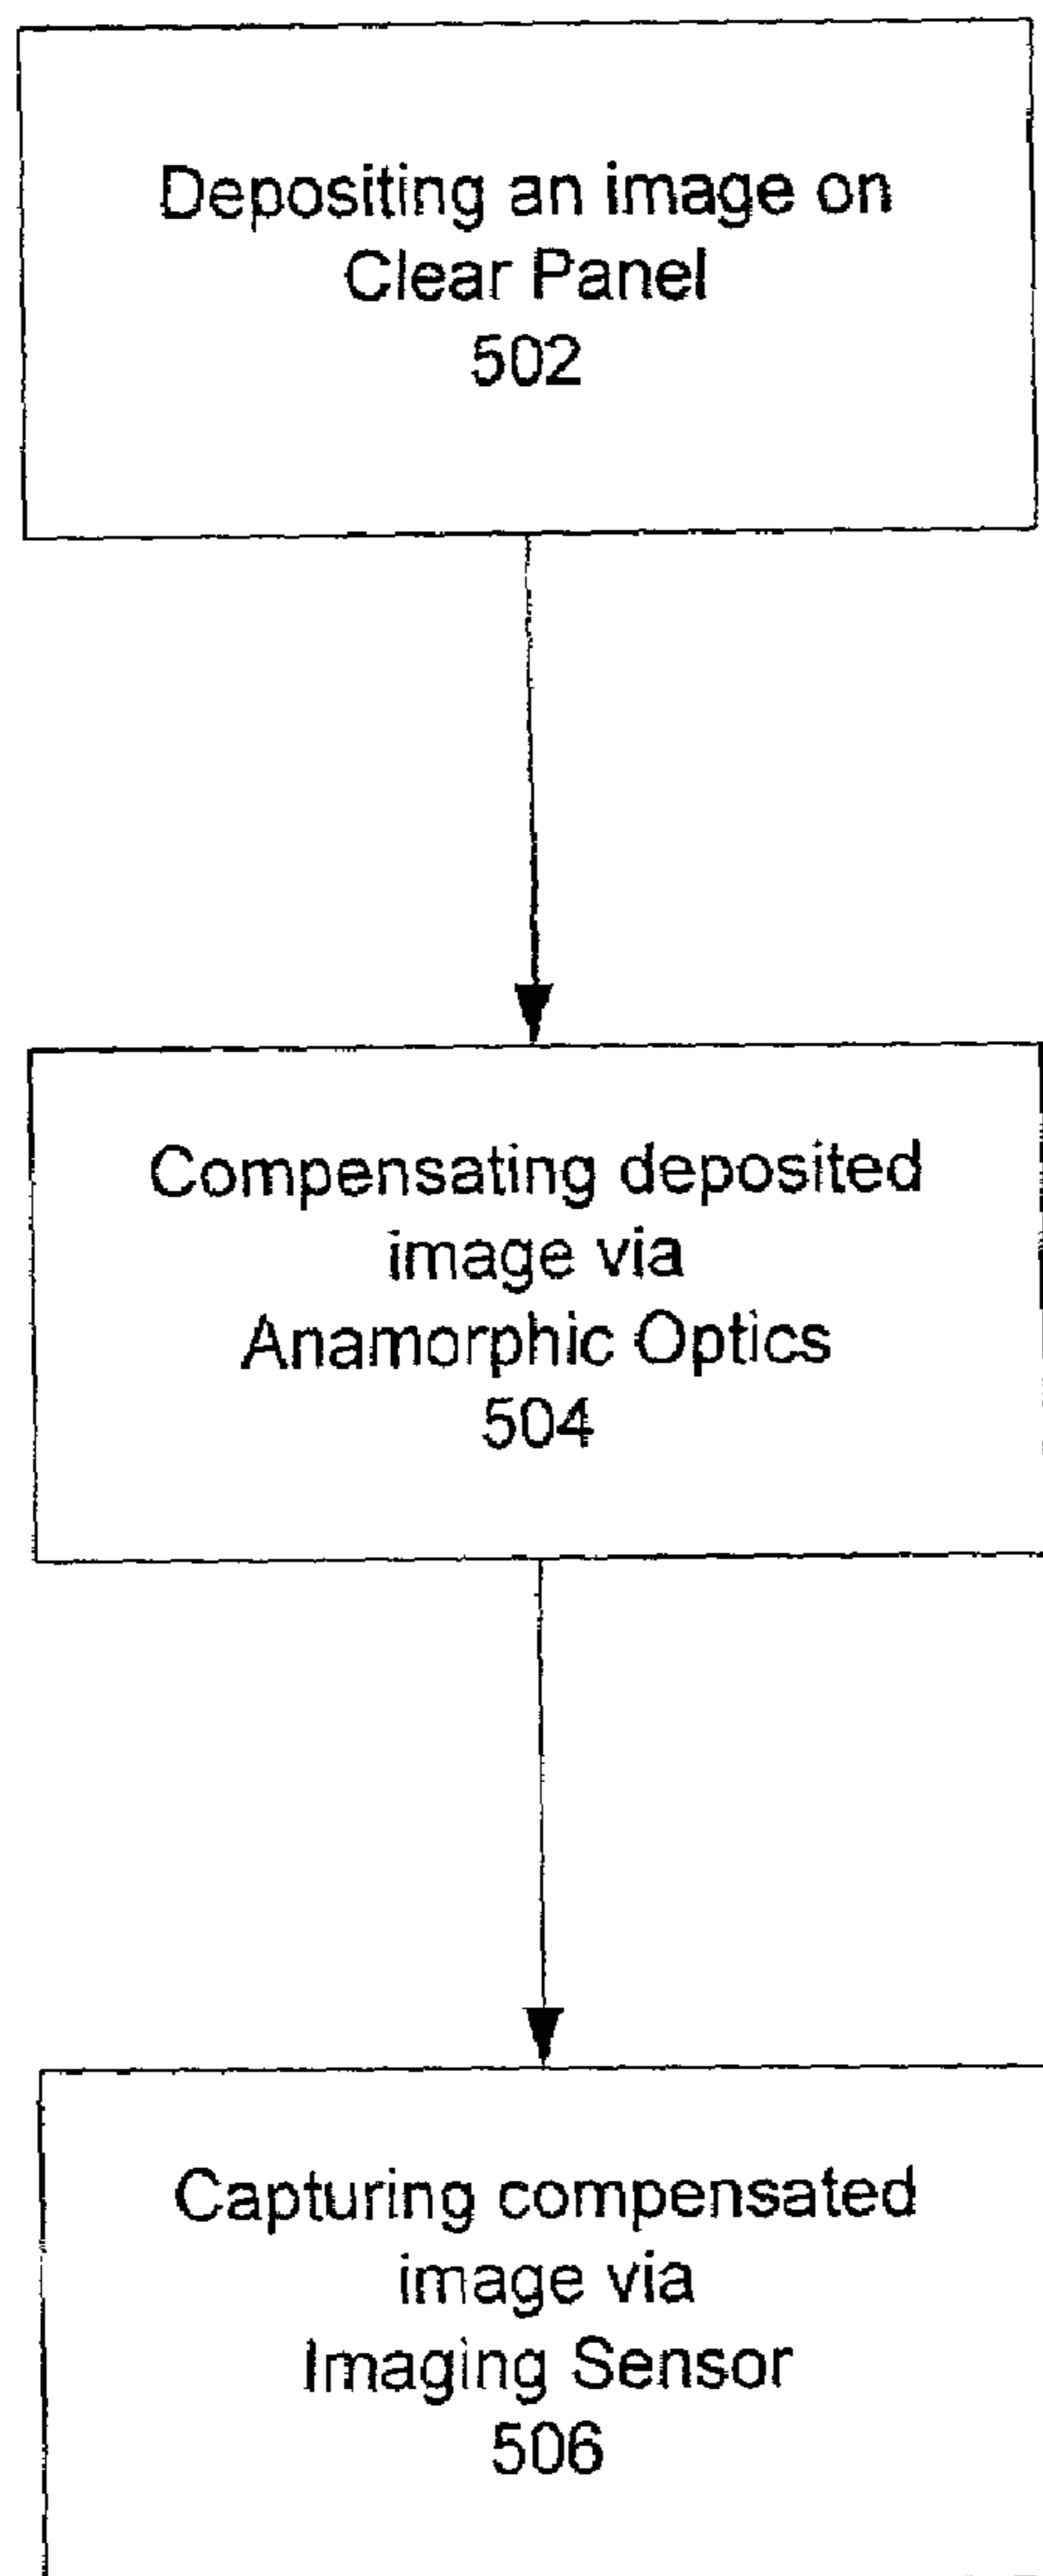 Depositing an image on
Clear Panel
502
Compensating deposited
image via
Anamorphic Optics
504
Capturing compensated
image via
Imaging Sensor
506